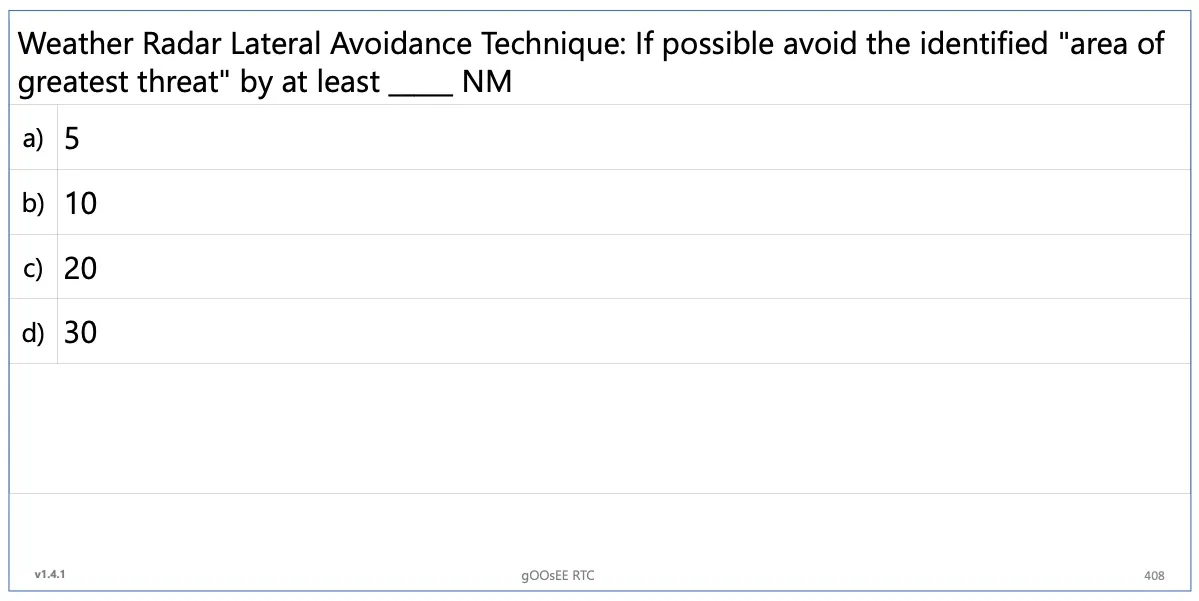 Weather Radar Lateral Avoidance Technique: If possible avoid the identified "area of
greatest threat" by at least _____ NM
a) 5
b) 10
c) 20
d) 30
v1.4.1 gOOsEE RTC 408